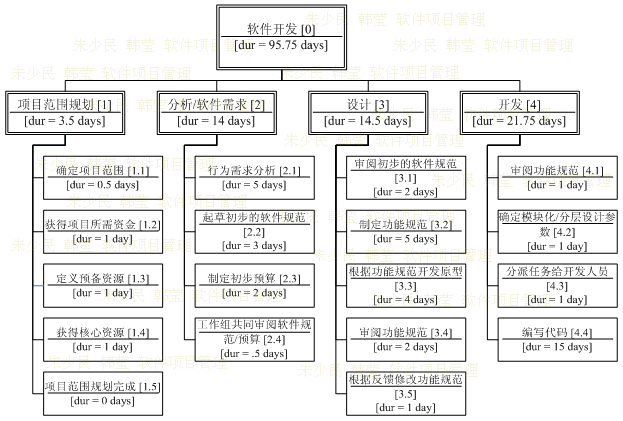 软件开发 [0]
[dur = 95.75 days]
项目范围规划 [1]
[dur = 3.5 days]
分析/软件需求 [2]
[dur = 14 days]
设计 [3]
[dur = 14.5 days]
开发 [4]
[dur = 21.75 days]
确定项目范围 [1.1]
[dur = 0.5 days]
获得项目所需资金 [1.2]
[dur = 1 day]
定义预备资源 [1.3]
[dur = 1 day]
获得核心资源 [1.4]
[dur = 1 day]
项目范围规划完成 [1.5]
[dur = 0 days]
行为需求分析 [2.1]
[dur = 5 days]
起草初步的软件规范
[2.2]
[dur = 3 days]
制定初步预算 [2.3]
[dur = 2 days]
工作组共同审阅软件规
范/预算 [2.4]
[dur = .5 days]
审阅初步的软件规范
[3.1]
[dur = 2 days]
制定功能规范 [3.2]
[dur = 5 days]
根据功能规范开发原型
[3.3]
[dur = 4 days]
审阅功能规范 [3.4]
[dur = 2 days]
根据反馈修改功能规范
[3.5]
[dur = 1 day]
审阅功能规范 [4.1]
[dur = 1 day]
确定模块化/分层设计参
数 [4.2]
[dur = 1 day]
分派任务给开发人员
[4.3]
[dur = 1 day]
编写代码 [4.4]
[dur = 15 days]
朱少民 韩莹 软件项目管理